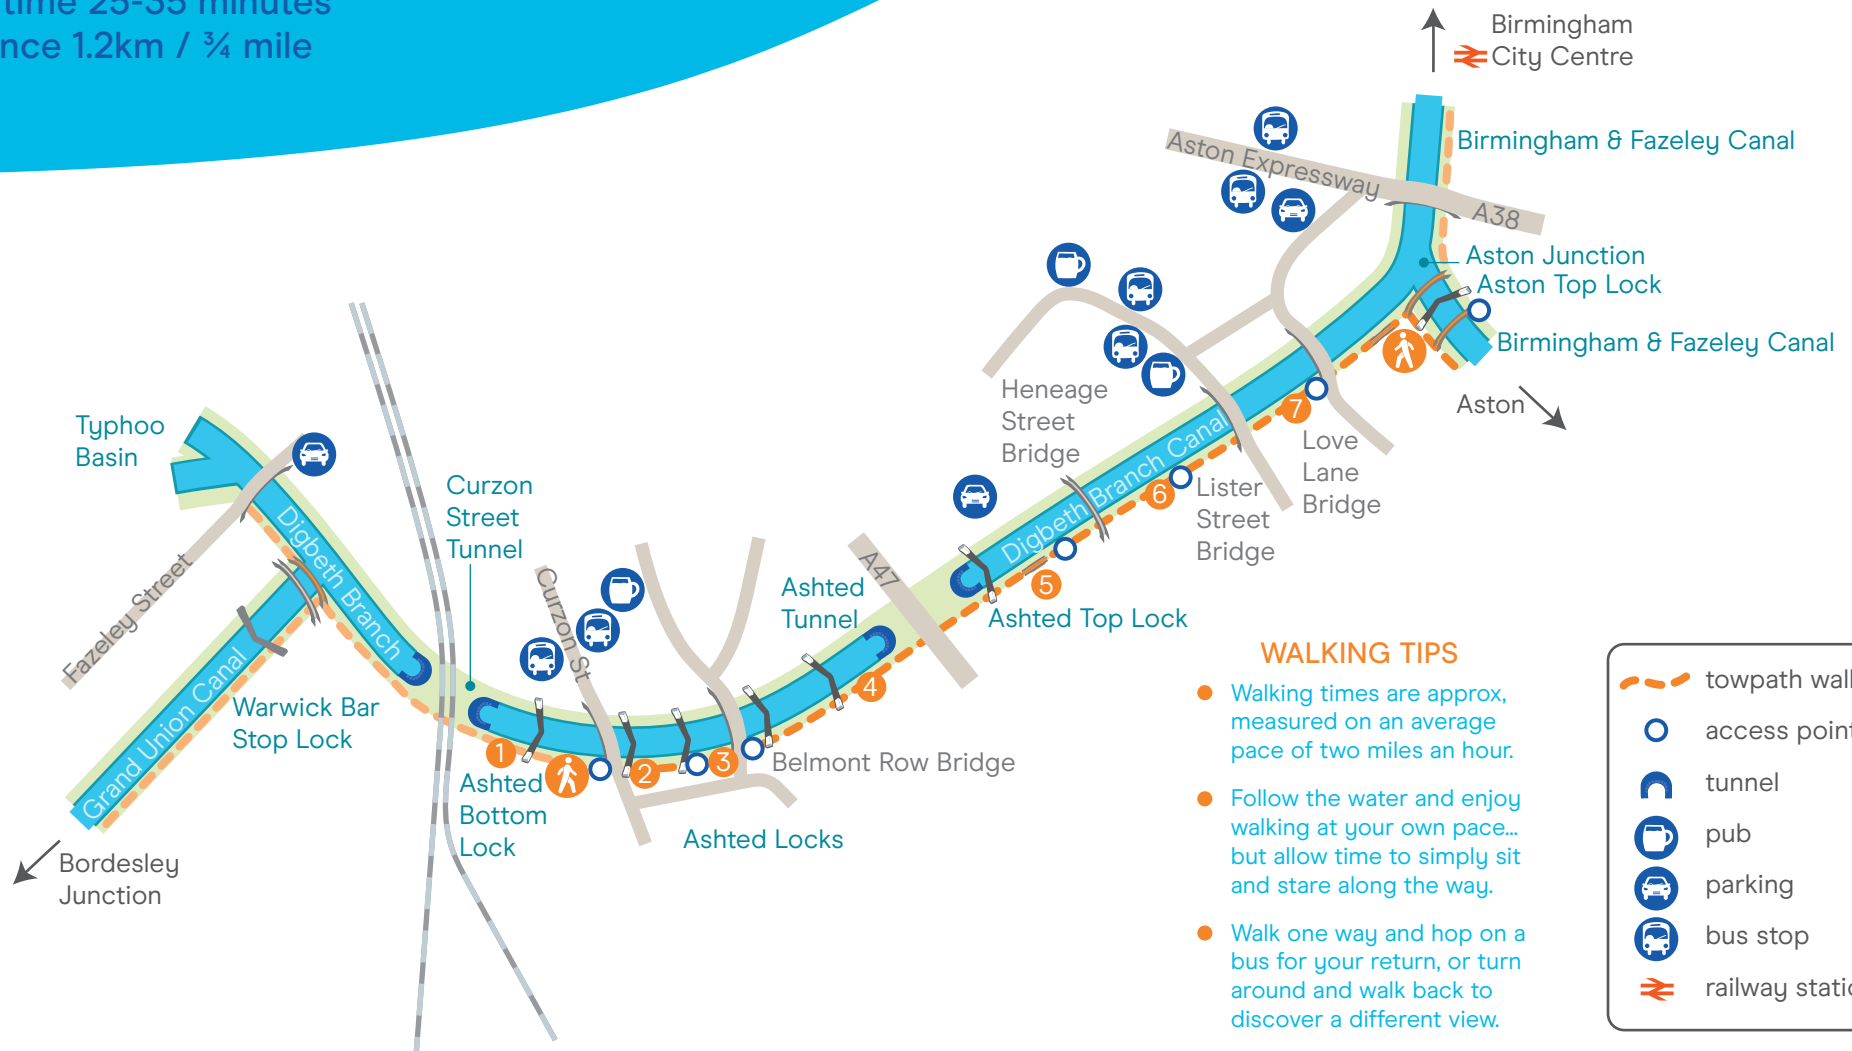 time 25-35 minutes
nce 1.2km / ¾ mile
Birmingham
City Centre
Birmingham & Fazeley Canal
Aston Expressway
A38
Aston Junction
Aston Top Lock
Birmingham & Fazeley Canal
Aston
Heneage
Street
Bridge
Love
Lane
Bridge
Lister
Street
Bridge
Digbeth Branch Canal
7
6
5
Typhoo
Basin
Curzon
Street
Tunnel
Digbeth Branch
Fazeley Street
Grand Union Canal
Warwick Bar
Stop Lock
Curzon St
Ashted
Tunnel
A47
Ashted Top Lock
4
1
2
3
Belmont Row Bridge
Ashted
Bottom
Lock
Ashted Locks
Bordesley
Junction
WALKING TIPS
Walking times are approx,
measured on an average
pace of two miles an hour.
Follow the water and enjoy
walking at your own pace...
but allow time to simply sit
and stare along the way.
Walk one way and hop on a
bus for your return, or turn
around and walk back to
discover a different view.
towpath walk
access point
tunnel
pub
parking
bus stop
railway static